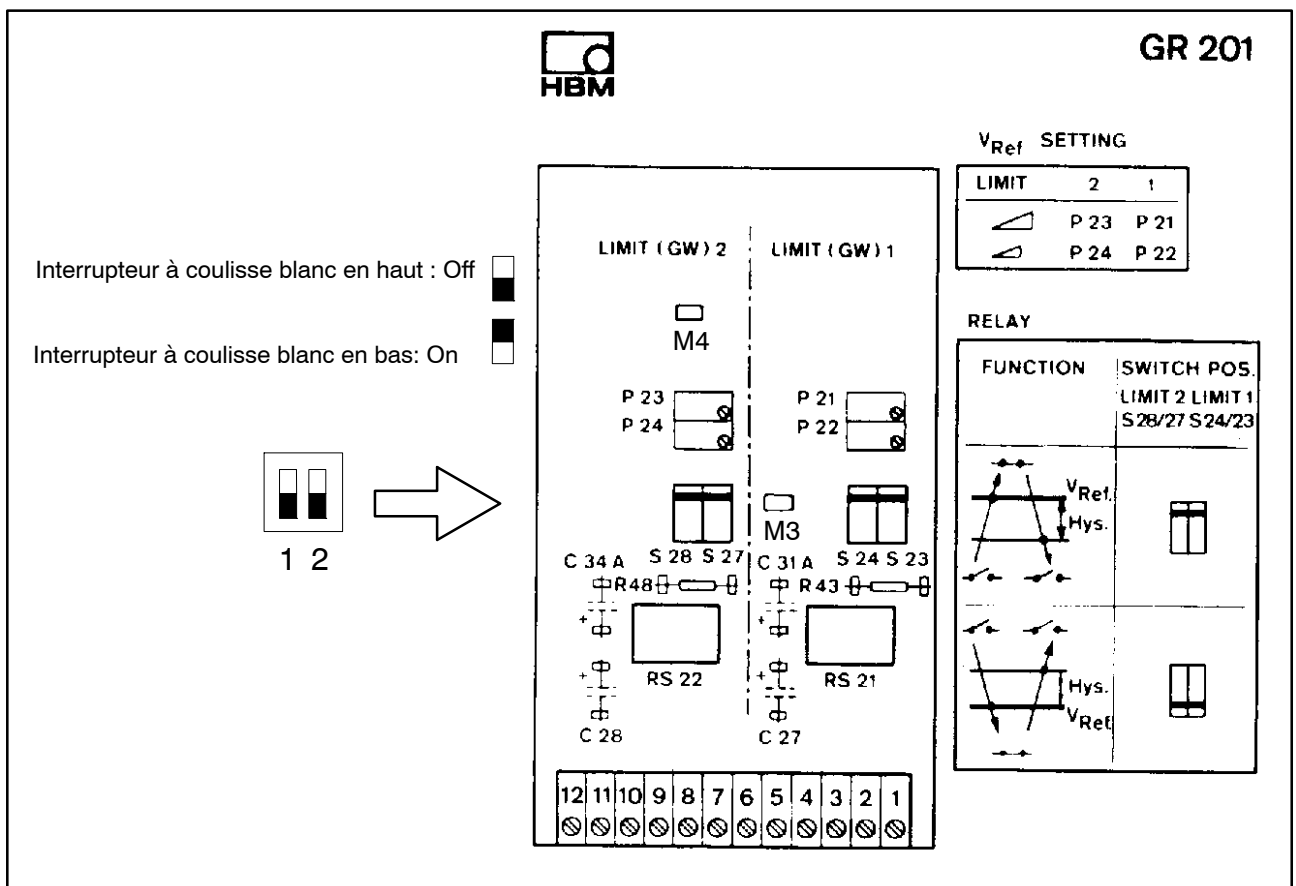 HBM
GR 201
VRef SETTING
LIMIT 2 1
P 23 P 21
P 24 P 22
Interrupteur à coulisse blanc en haut : Off
Interrupteur à coulisse blanc en bas: On
1 2
LIMIT (GW) 2 LIMIT (GW) 1
M4
P 23 P 21
P 24 P 22
M3
S 28 S 27 S 24 S 23
C 34 A C 31 A
R48 R43
+ +
RS 22 RS 21
+ +
C 28 C 27
12 11 10 9 8 7 6 5 4 3 2 1
RELAY
FUNCTION SWITCH POS.
LIMIT 2 LIMIT 1
S28/27 S24/23
VRef.
Hys.
Hys.
VRef.